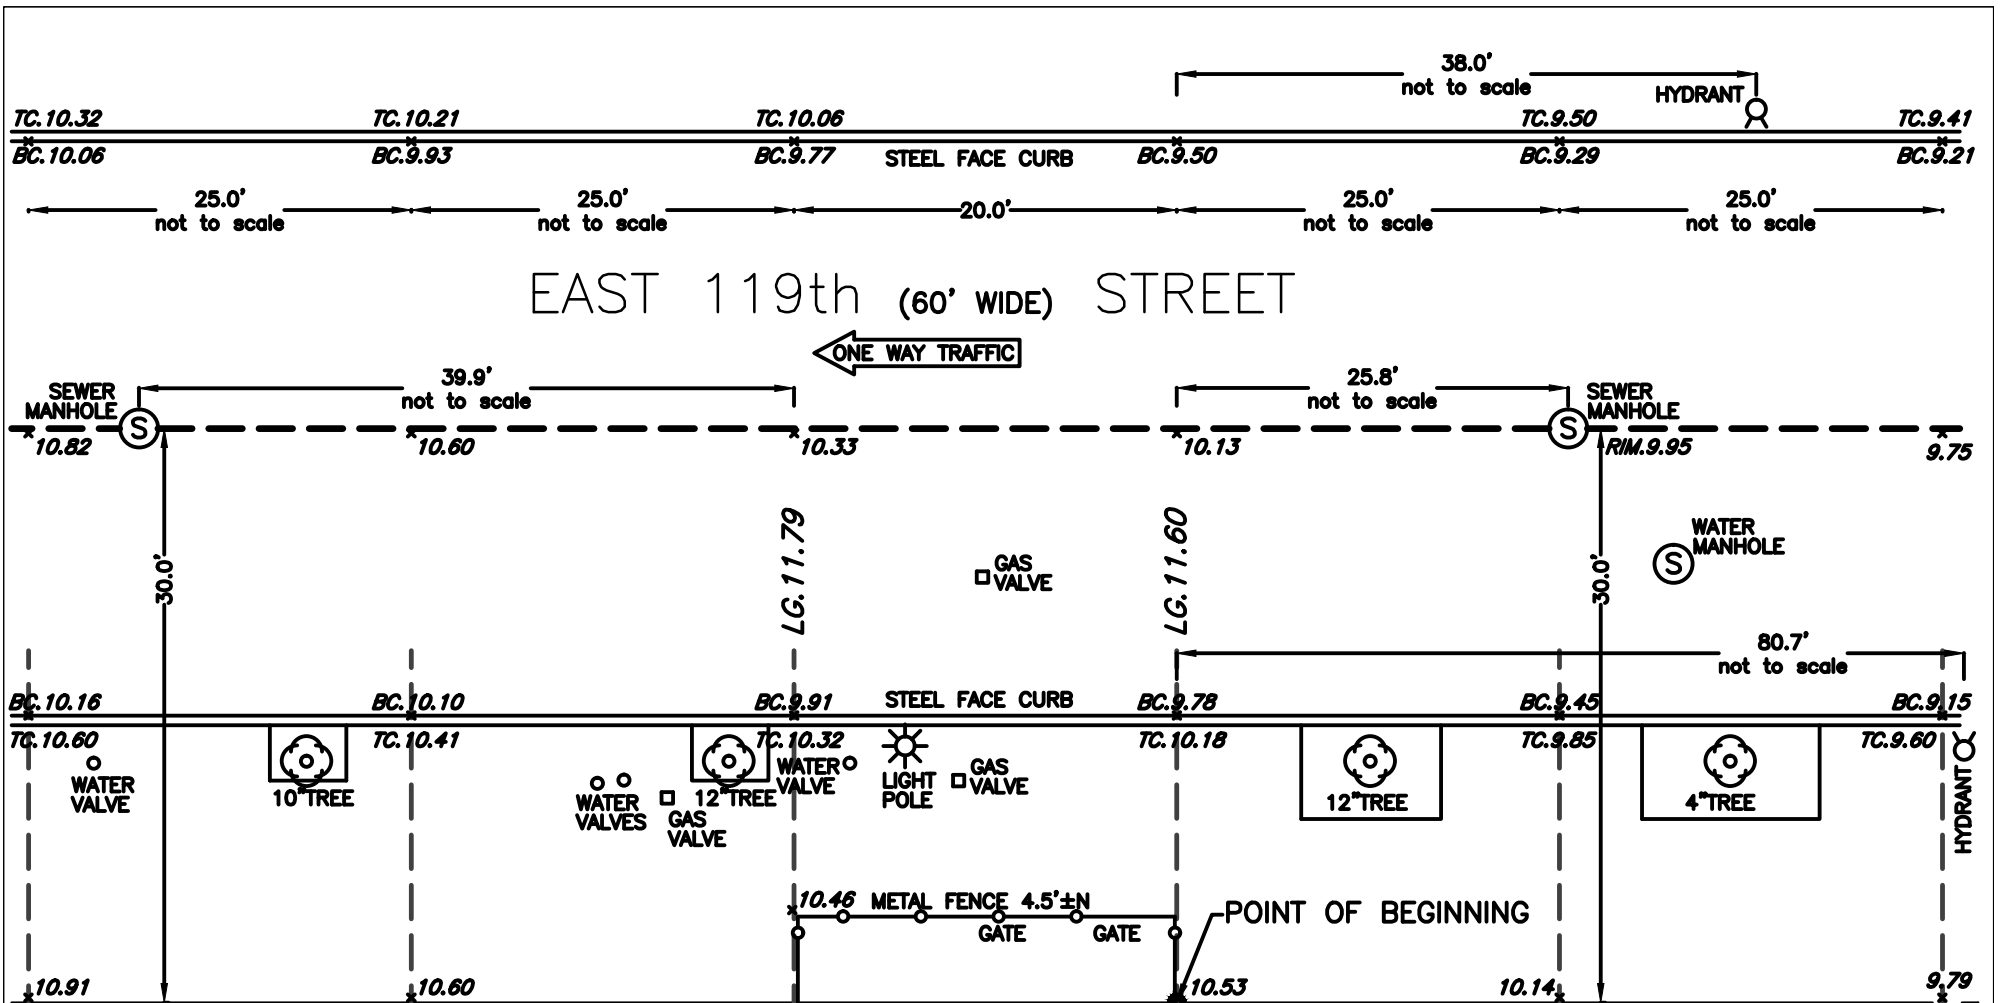 38.0'
not to scale
HYDRANT
TC.10.32
TC.10.21
TC.10.06
TC.9.50
TC.9.41
BC.10.06
BC.9.93
BC.9.77
STEEL FACE CURB
BC.9.50
BC.9.29
BC.9.21
25.0'
not to scale
25.0'
not to scale
20.0'
25.0'
not to scale
25.0'
not to scale
EAST 119th (60' WIDE) STREET
ONE WAY TRAFFIC
SEWER
MANHOLE
S
39.9'
not to scale
25.8'
not to scale
S
SEWER
MANHOLE
10.82
10.60
10.33
10.13
RIM.9.95
9.75
30.0'
LG.11.79
GAS
VALVE
LG.11.60
30.0'
S
WATER
MANHOLE
80.7'
not to scale
BC.10.16
BC.10.10
BC.9.91
STEEL FACE CURB
BC.9.78
BC.9.45
BC.9.15
TC.10.60
TC.10.41
TC.10.32
TC.10.18
TC.9.85
TC.9.60
WATER
VALVE
10"TREE
WATER
VALVES
GAS
VALVE
12"TREE
WATER
VALVE
LIGHT
POLE
GAS
VALVE
12"TREE
4"TREE
HYDRANT
10.46
METAL FENCE 4.5'±N
GATE
GATE
POINT OF BEGINNING
10.91
10.60
10.53
10.14
9.79